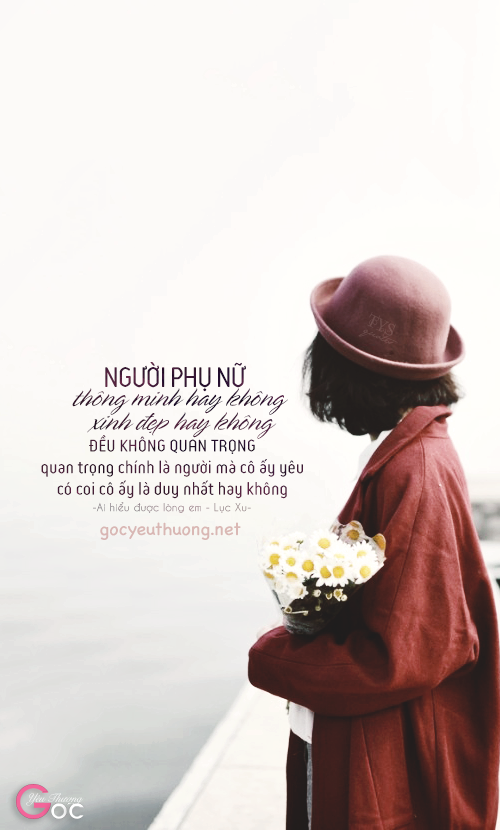 TYS
NGƯỜI PHỤ NỮ
thông minh hay không
xinh đẹp hay không
ĐỀU KHÔNG QUAN TRỌNG
quan trọng chính là người mà cô ấy yêu
có coi cô ấy là duy nhất hay không
-Ai hiểu được lòng em - Lục Xu-
gocyeuthuong.net
Yêu Thương
GOC